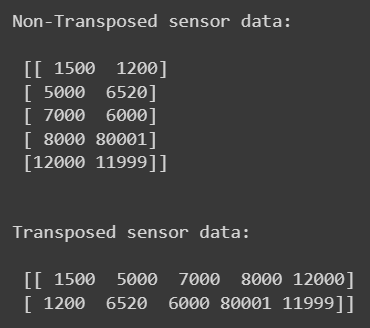 Non-Transposed sensor data:
[[ 1500  1200]
[ 5000  6520]
[ 7000  6000]
[ 8000 80001]
[12000 11999]]
Transposed sensor data:
[[ 1500  5000  7000  8000 12000]
[ 1200  6520  6000 80001 11999]]